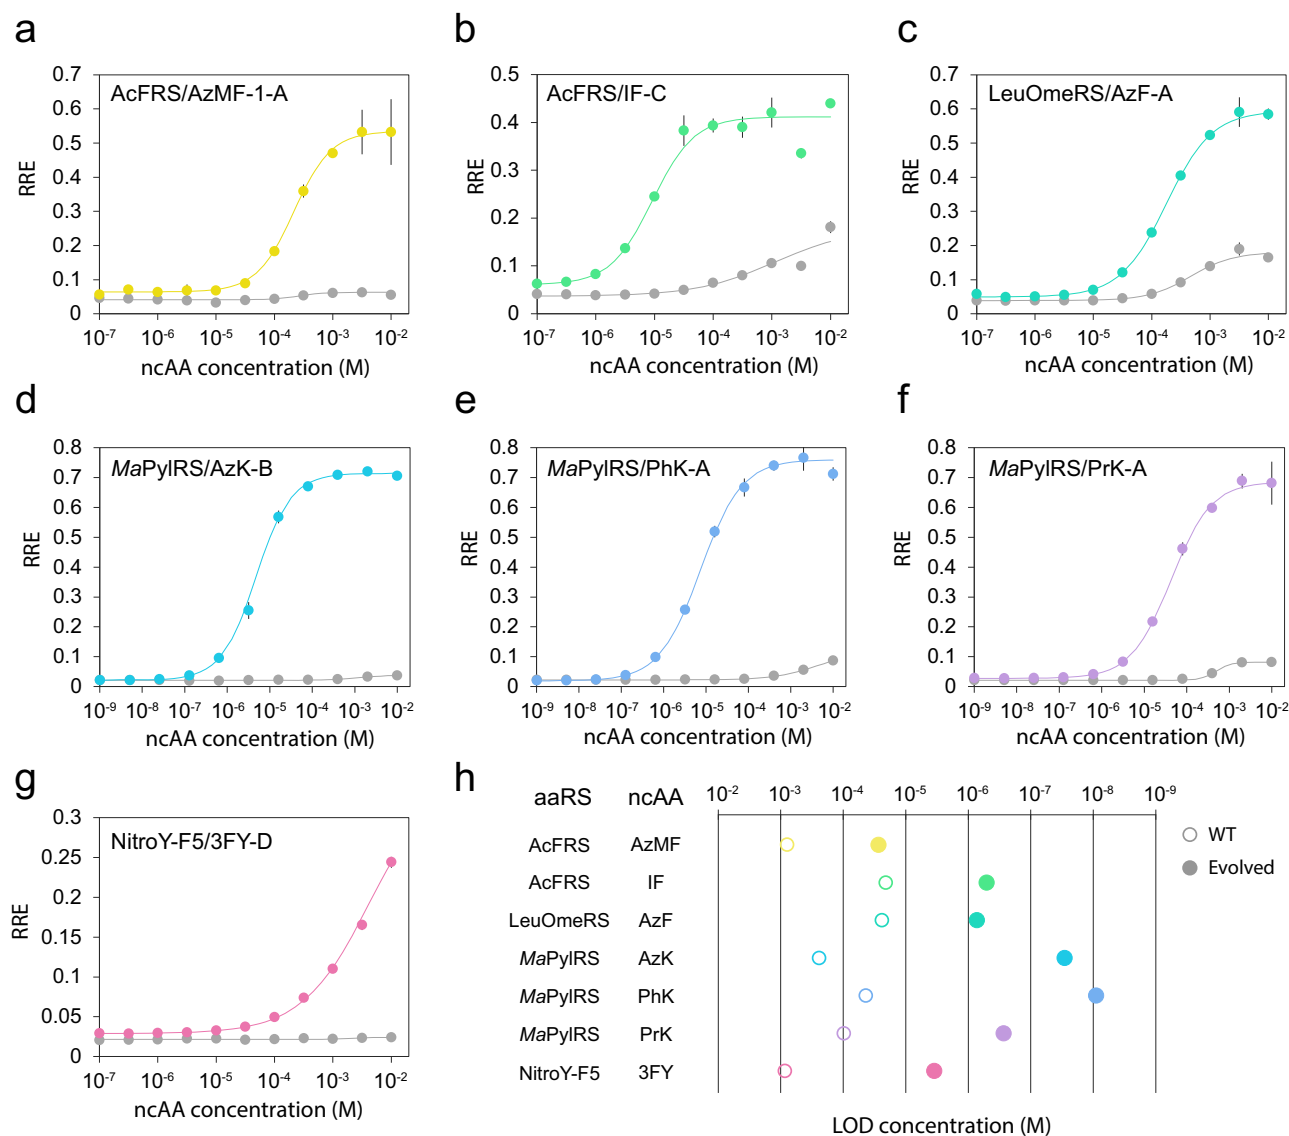 a
0.7
0.6
0.5
0.4
0.3
0.2
0.1
0
RRE
AcFRS/AzMF-1-A
10-7 10-6 10-5 10-4 10-3 10-2
ncAA concentration (M)
b
0.5
0.4
0.3
0.2
0.1
0
RRE
AcFRS/IF-C
10-7 10-6 10-5 10-4 10-3 10-2
ncAA concentration (M)
c
0.7
0.6
0.5
0.4
0.3
0.2
0.1
0
RRE
LeuOmeRS/AzF-A
10-7 10-6 10-5 10-4 10-3 10-2
ncAA concentration (M)
d
0.8
0.7
0.6
0.5
0.4
0.3
0.2
0.1
0
RRE
MaPylRS/AzK-B
10-9 10-8 10-7 10-6 10-5 10-4 10-3 10-2
ncAA concentration (M)
e
0.8
0.7
0.6
0.5
0.4
0.3
0.2
0.1
0
RRE
MaPylRS/PhK-A
10-9 10-8 10-7 10-6 10-5 10-4 10-3 10-2
ncAA concentration (M)
f
0.8
0.7
0.6
0.5
0.4
0.3
0.2
0.1
0
RRE
MaPylRS/PrK-A
10-9 10-8 10-7 10-6 10-5 10-4 10-3 10-2
ncAA concentration (M)
g
0.3
0.25
0.2
0.15
0.1
0.05
0
RRE
NitroY-F5/3FY-D
10-7 10-6 10-5 10-4 10-3 10-2
ncAA concentration (M)
h
aaRS ncAA 10-2 10-3 10-4 10-5 10-6 10-7 10-8 10-9
AcFRS AzMF
AcFRS IF
LeuOmeRS AzF
MaPylRS AzK
MaPylRS PhK
MaPylRS PrK
NitroY-F5 3FY
LOD concentration (M)
WT
Evolved